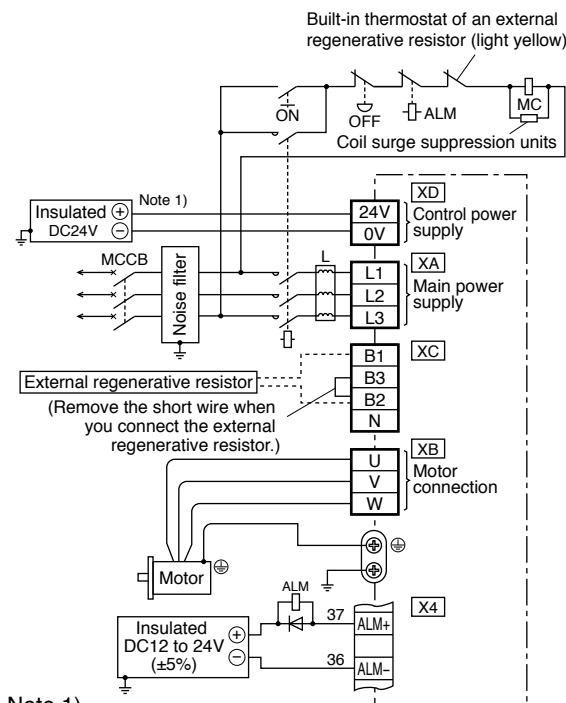 Built-in thermostat of an external
regenerative resistor (light yellow)
ON
OFF
ALM
MC
Coil surge suppression units
Note 1)
Insulated
DC24V
XD
24V
0V
Control power
supply
MCCB
Noise filter
L
XA
L1
L2
L3
Main power
supply
XC
B1
B3
B2
N
External regenerative resistor
(Remove the short wire when
you connect the external
regenerative resistor.)
XB
U
V
W
Motor
connection
Motor
ALM
X4
Insulated
DC12 to 24V
(±5%)
37
ALM+
36
ALM−
Note 1)